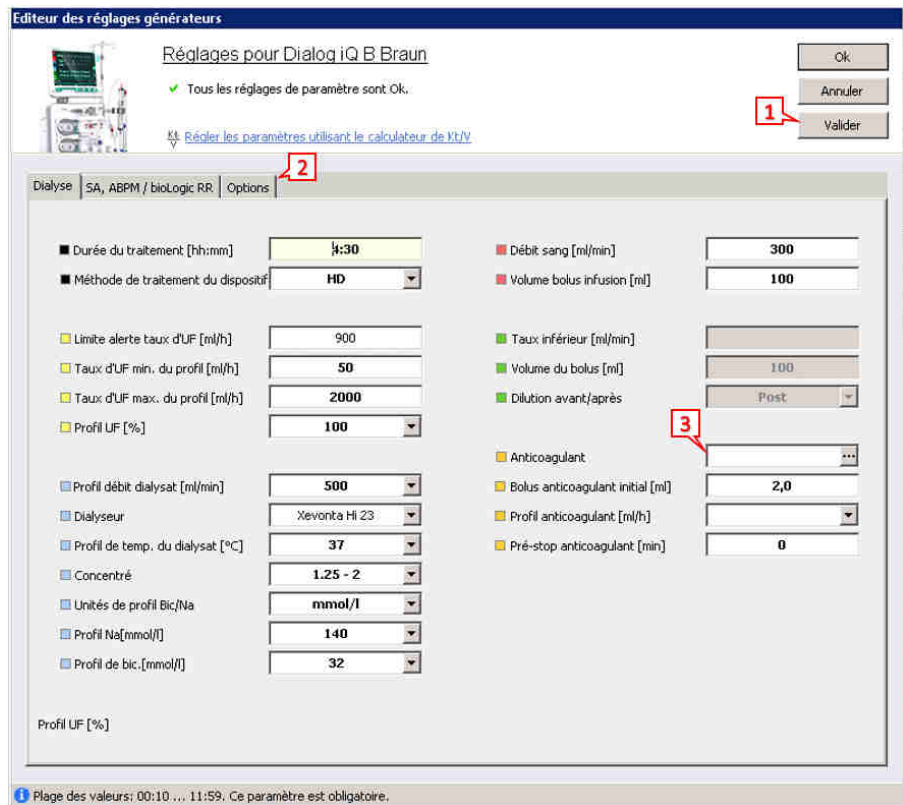 Editeur des réglages générateurs
Réglages pour Dialog iQ B Braun
Tous les réglages de paramètre sont Ok.
Kt/V Régler les paramètres utilisant le calculateur de Kt/V
Ok
Annuler
1
Valider
2
Dialyse SA, ABPM / bioLogic RR Options
Durée du traitement [hh:mm] 4:30
Méthode de traitement du dispositif HD
Limite alerte taux d'UF [ml/h] 900
Taux d'UF min. du profil [ml/h] 50
Taux d'UF max. du profil [ml/h] 2000
Profil UF [%] 100
Profil débit dialysat [ml/min] 500
Dialyseur Xevonta Hi 23
Profil de temp. du dialysat [°C] 37
Concentré 1.25 - 2
Unités de profil Bic/Na mmol/l
Profil Na[mmol/l] 140
Profil de bic.[mmol/l] 32
Débit sang [ml/min] 300
Volume bolus infusion [ml] 100
Taux inférieur [ml/min]
Volume du bolus [ml] 100
Dilution avant/après Post
3
Anticoagulant ...
Bolus anticoagulant initial [ml] 2,0
Profil anticoagulant [ml/h]
Pré-stop anticoagulant [min] 0
Profil UF [%]
Plage des valeurs: 00:10 ... 11:59. Ce paramètre est obligatoire.